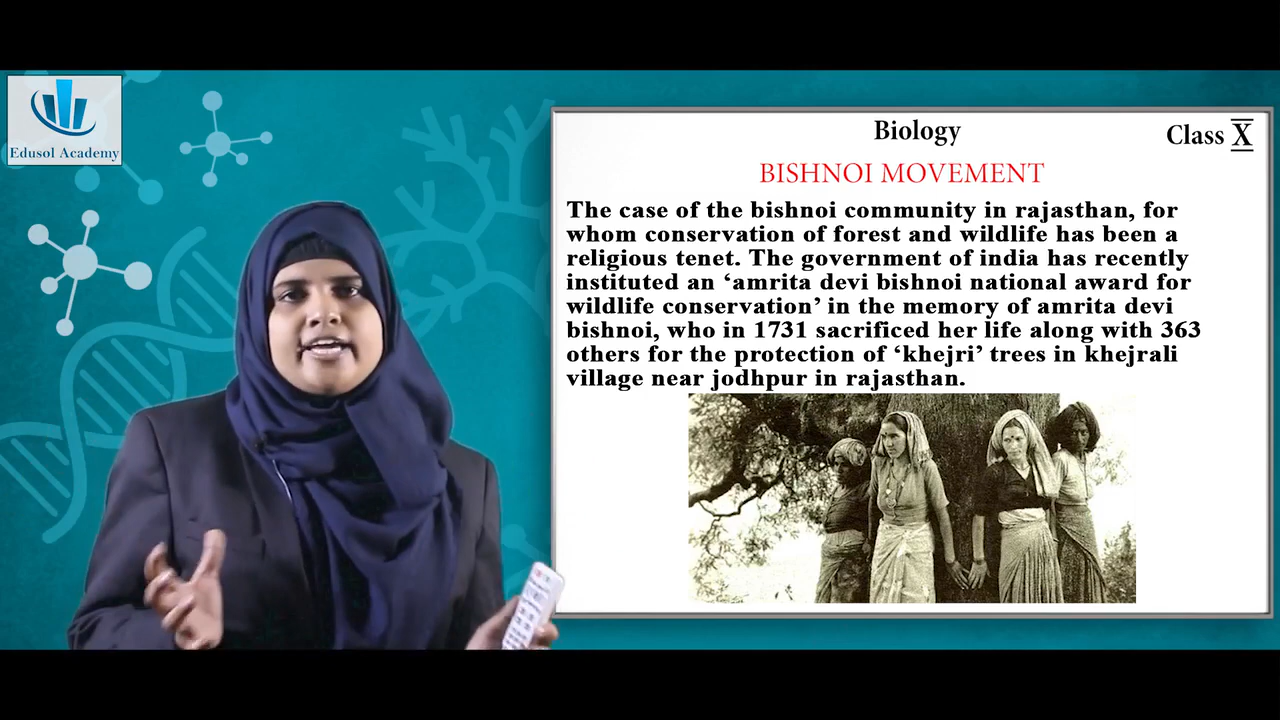 Edusol Academy
Biology
Class X
BISHNOI MOVEMENT
The case of the bishnoi community in rajasthan, for
whom conservation of forest and wildlife has been a
religious tenet. The government of india has recently
instituted an ‘amrita devi bishnoi national award for
wildlife conservation’ in the memory of amrita devi
bishnoi, who in 1731 sacrificed her life along with 363
others for the protection of ‘khejri’ trees in khejrali
village near jodhpur in rajasthan.